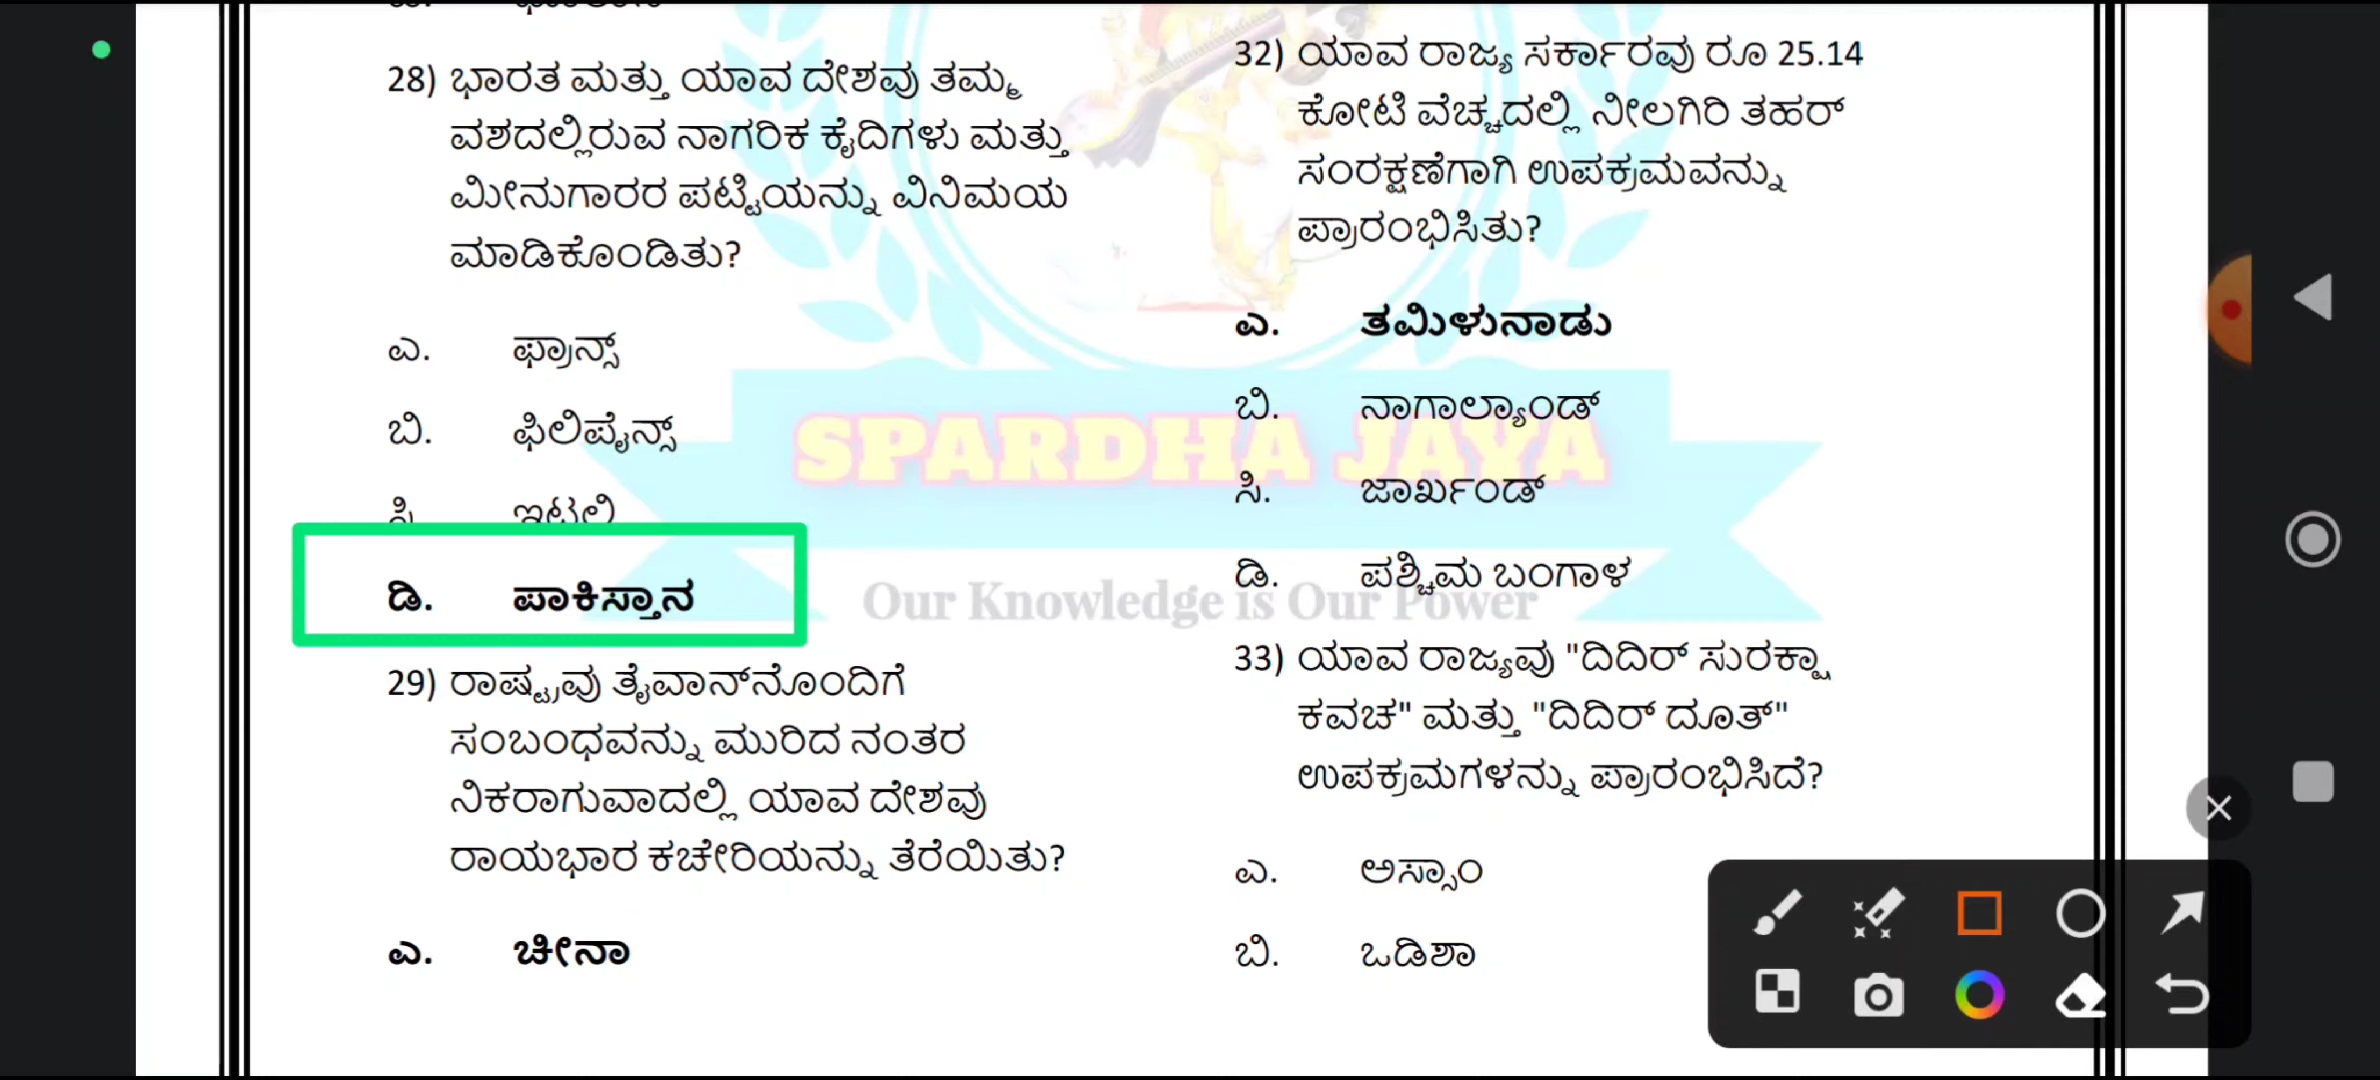 28) ಭಾರತ ಮತ್ತು ಯಾವ ದೇಶವು ತಮ್ಮ
ವಶದಲ್ಲಿರುವ ನಾಗರಿಕ ಕೈದಿಗಳು ಮತ್ತು
ಮೀನುಗಾರರ ಪಟ್ಟಿಯನ್ನು ವಿನಿಮಯ
ಮಾಡಿಕೊಂಡಿತು?
ಎ. ಫ್ರಾನ್ಸ್
ಬಿ. ಫಿಲಿಪೈನ್ಸ್
ಸಿ ಇಟಲಿ
ಡಿ. ಪಾಕಿಸ್ತಾನ
29) ರಾಷ್ಟ್ರವು ತೈವಾನ್‌ನೊಂದಿಗೆ
ಸಂಬಂಧವನ್ನು ಮುರಿದ ನಂತರ
ನಿಕರಾಗುವಾದಲ್ಲಿ ಯಾವ ದೇಶವು
ರಾಯಭಾರ ಕಚೇರಿಯನ್ನು ತೆರೆಯಿತು?
ಎ. ಚೀನಾ
32) ಯಾವ ರಾಜ್ಯ ಸರ್ಕಾರವು ರೂ 25.14
ಕೋಟಿ ವೆಚ್ಚದಲ್ಲಿ ನೀಲಗಿರಿ ತಹರ್
ಸಂರಕ್ಷಣೆಗಾಗಿ ಉಪಕ್ರಮವನ್ನು
ಪ್ರಾರಂಭಿಸಿತು?
ಎ. ತಮಿಳುನಾಡು
ಬಿ. ನಾಗಾಲ್ಯಾಂಡ್
ಸಿ. ಜಾರ್ಖಂಡ್
ಡಿ. ಪಶ್ಚಿಮ ಬಂಗಾಳ
33) ಯಾವ ರಾಜ್ಯವು "ದಿದಿರ್ ಸುರಕ್ಷಾ
ಕವಚ" ಮತ್ತು "ದಿದಿರ್ ದೂತ್"
ಉಪಕ್ರಮಗಳನ್ನು ಪ್ರಾರಂಭಿಸಿದೆ?
ಎ. ಅಸ್ಸಾಂ
ಬಿ. ಒಡಿಶಾ
SPARDHA JAYA
Our Knowledge is Our Power